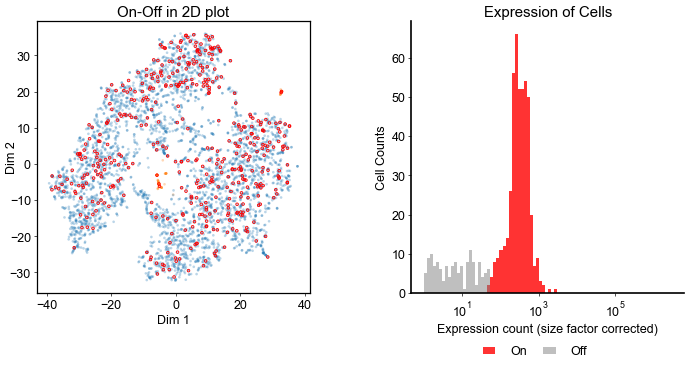 On-Off in 2D plot
30
20
10
0
−10
−20
−30
Dim 2
−40
−20
0
20
40
Dim 1
Expression of Cells
60
50
40
30
20
10
0
Cell Counts
10^1
10^3
10^5
Expression count (size factor corrected)
On
Off